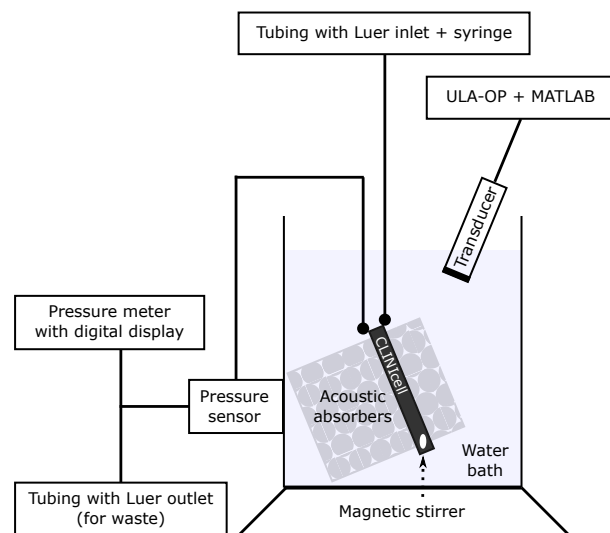 Tubing with Luer inlet + syringe
ULA-OP + MATLAB
Transducer
Pressure meter
with digital display
CLINIcell
Pressure
sensor
Acoustic
absorbers
Water
bath
Tubing with Luer outlet
(for waste)
Magnetic stirrer